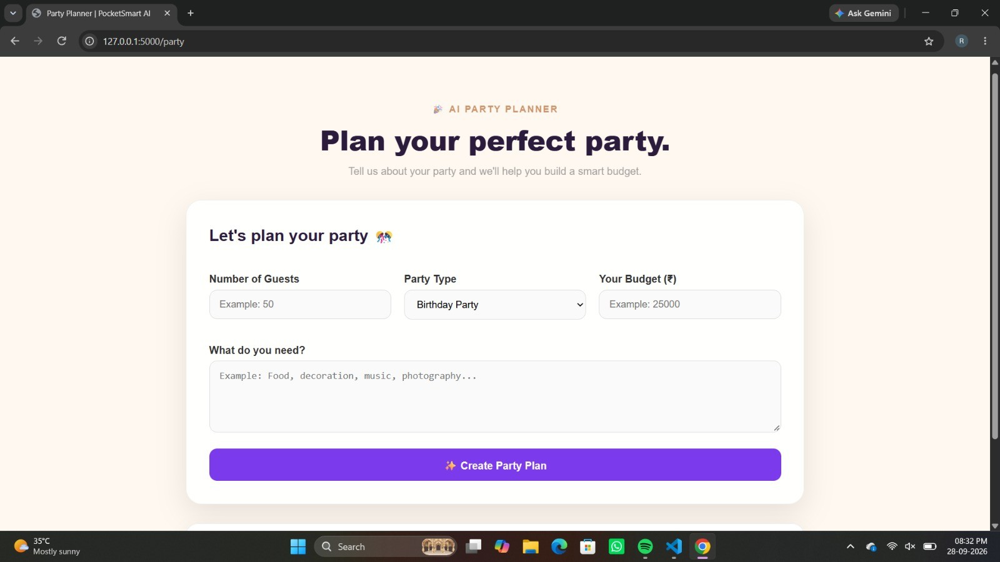 Party Planner | PocketSmart AI
Ask Gemini
127.0.0.1:5000/party
R
🎉 AI PARTY PLANNER
Plan your perfect party.
Tell us about your party and we'll help you build a smart budget.
Let's plan your party 🎊
Number of Guests
Party Type
Your Budget (₹)
Example: 50
Birthday Party
Example: 25000
What do you need?
Example: Food, decoration, music, photography...
✨ Create Party Plan
35°C
Mostly sunny
Search
08:32 PM
28-09-2026